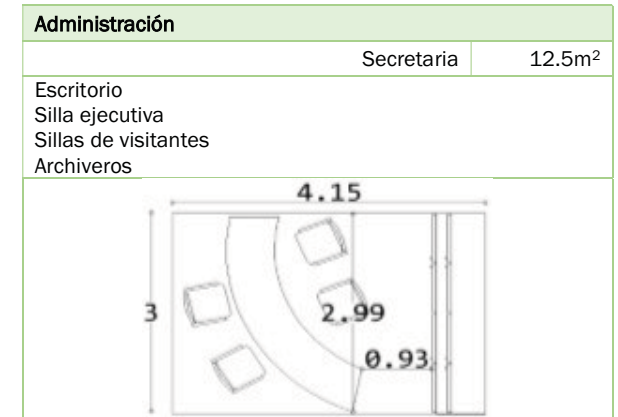 Administración
Secretaria 12.5m²
Escritorio
Silla ejecutiva
Sillas de visitantes
Archiveros
4.15
3
2.99
0.93